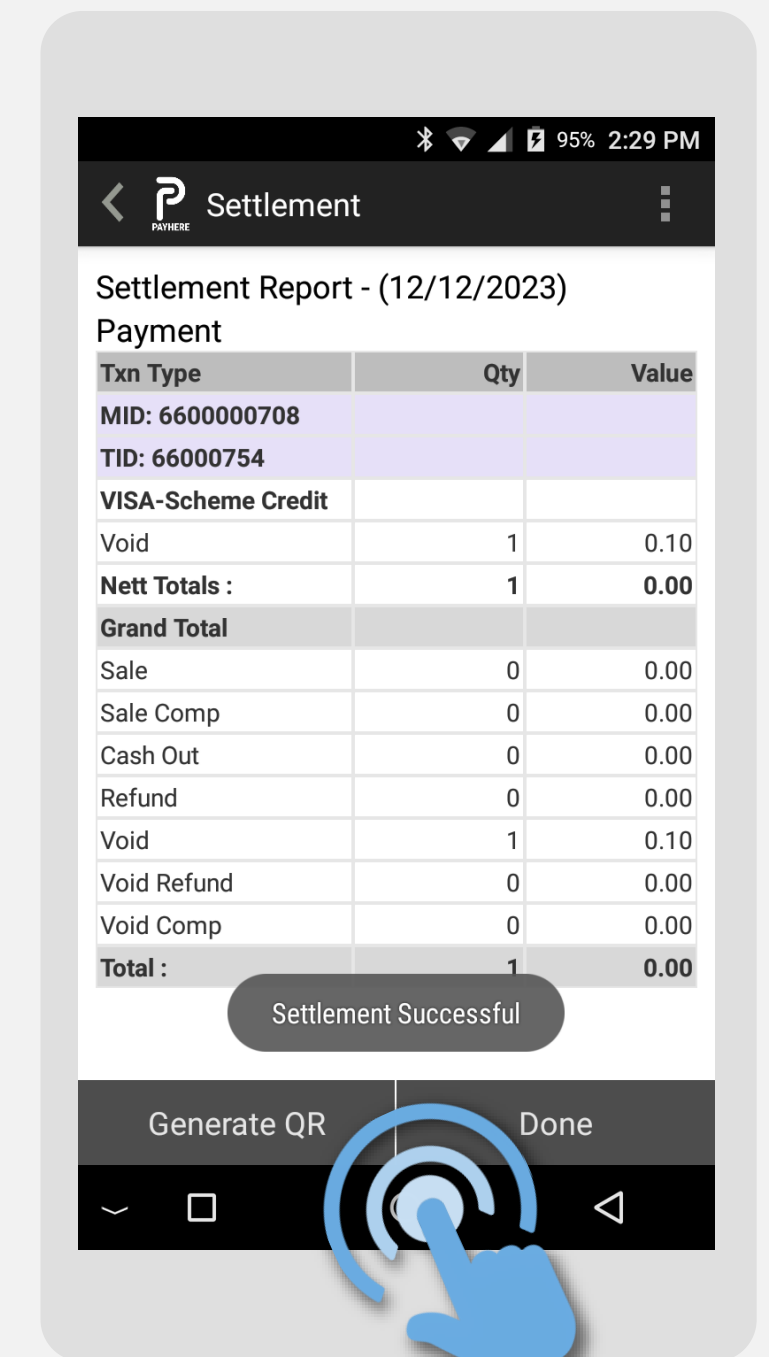 95% 2:29 PM
PAYHERE Settlement
Settlement Report - (12/12/2023)
Payment
Txn Type Qty Value
MID: 6600000708
TID: 66000754
VISA-Scheme Credit
Void 1 0.10
Nett Totals : 1 0.00
Grand Total
Sale 0 0.00
Sale Comp 0 0.00
Cash Out 0 0.00
Refund 0 0.00
Void 1 0.10
Void Refund 0 0.00
Void Comp 0 0.00
Total : 1 0.00
Settlement Successful
Generate QR Done